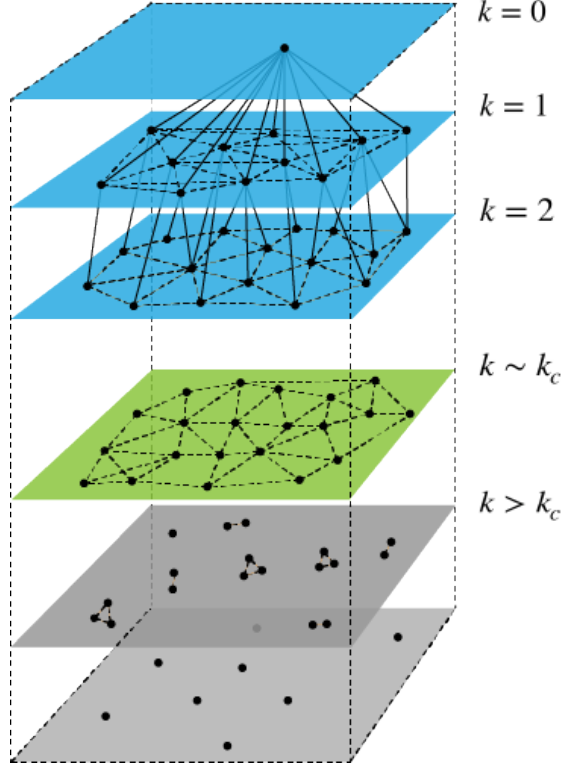 k = 0
k = 1
k = 2
k ∼ k_c
k > k_c